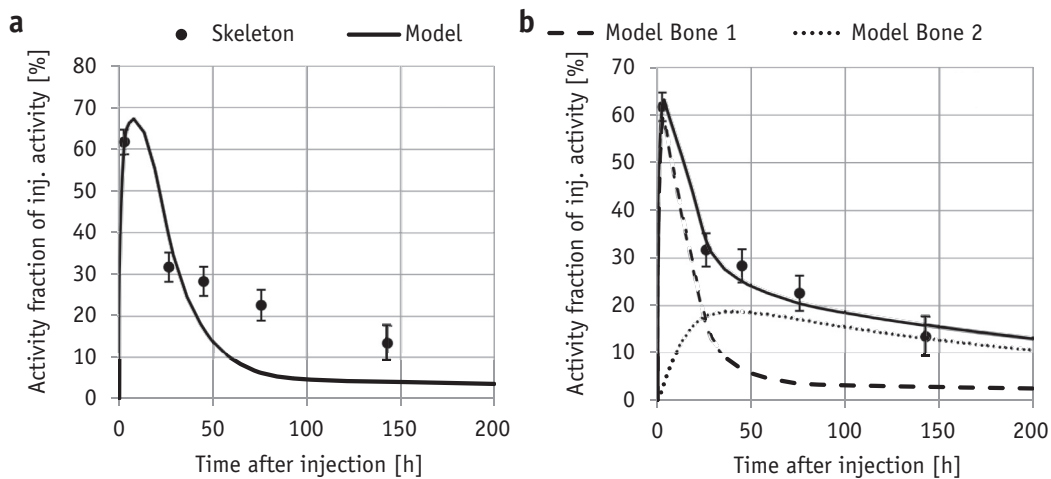 a
Skeleton Model
Activity fraction of inj. activity [%]
80
70
60
50
40
30
20
10
0
0 50 100 150 200
Time after injection [h]
b
Model Bone 1 Model Bone 2
Activity fraction of inj. activity [%]
70
60
50
40
30
20
10
0
0 50 100 150 200
Time after injection [h]